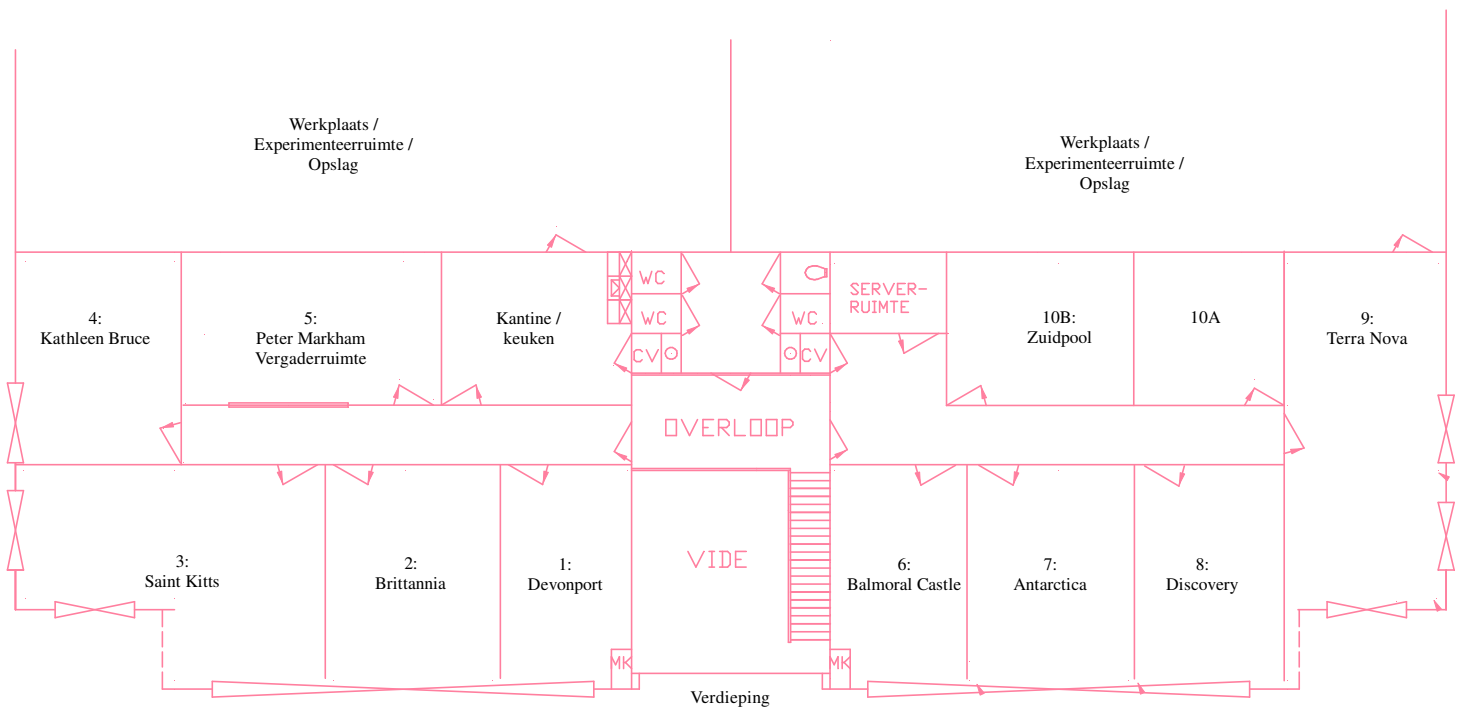 Werkplaats /
Experimenteerruimte /
Opslag
Werkplaats /
Experimenteerruimte /
Opslag
4:
Kathleen Bruce
5:
Peter Markham
Vergaderruimte
Kantine /
keuken
WC
WC
CV
WC
CV
SERVER-
RUIMTE
10B:
Zuidpool
10A
9:
Terra Nova
OVERLOOP
3:
Saint Kitts
2:
Brittannia
1:
Devonport
VIDE
6:
Balmoral Castle
7:
Antarctica
8:
Discovery
MK
MK
Verdieping